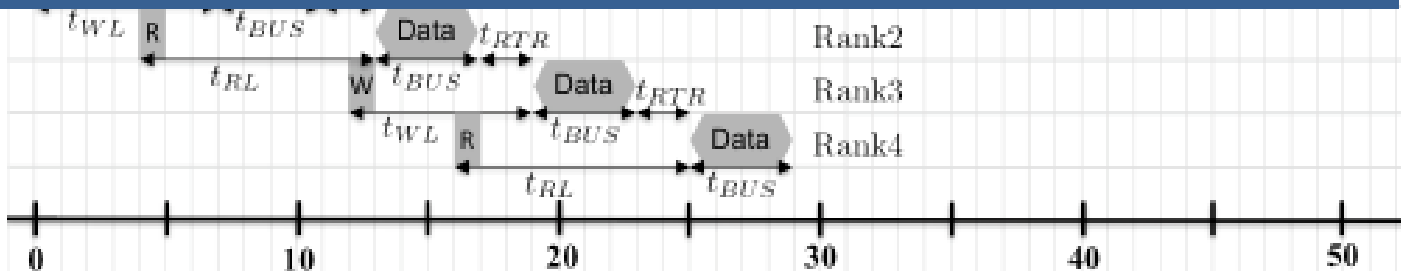 t_WL R t_BUS Data t_RTR Rank2
t_RL W t_BUS Data t_RTR Rank3
t_WL R t_BUS Data Rank4
t_RL t_BUS
0 10 20 30 40 50